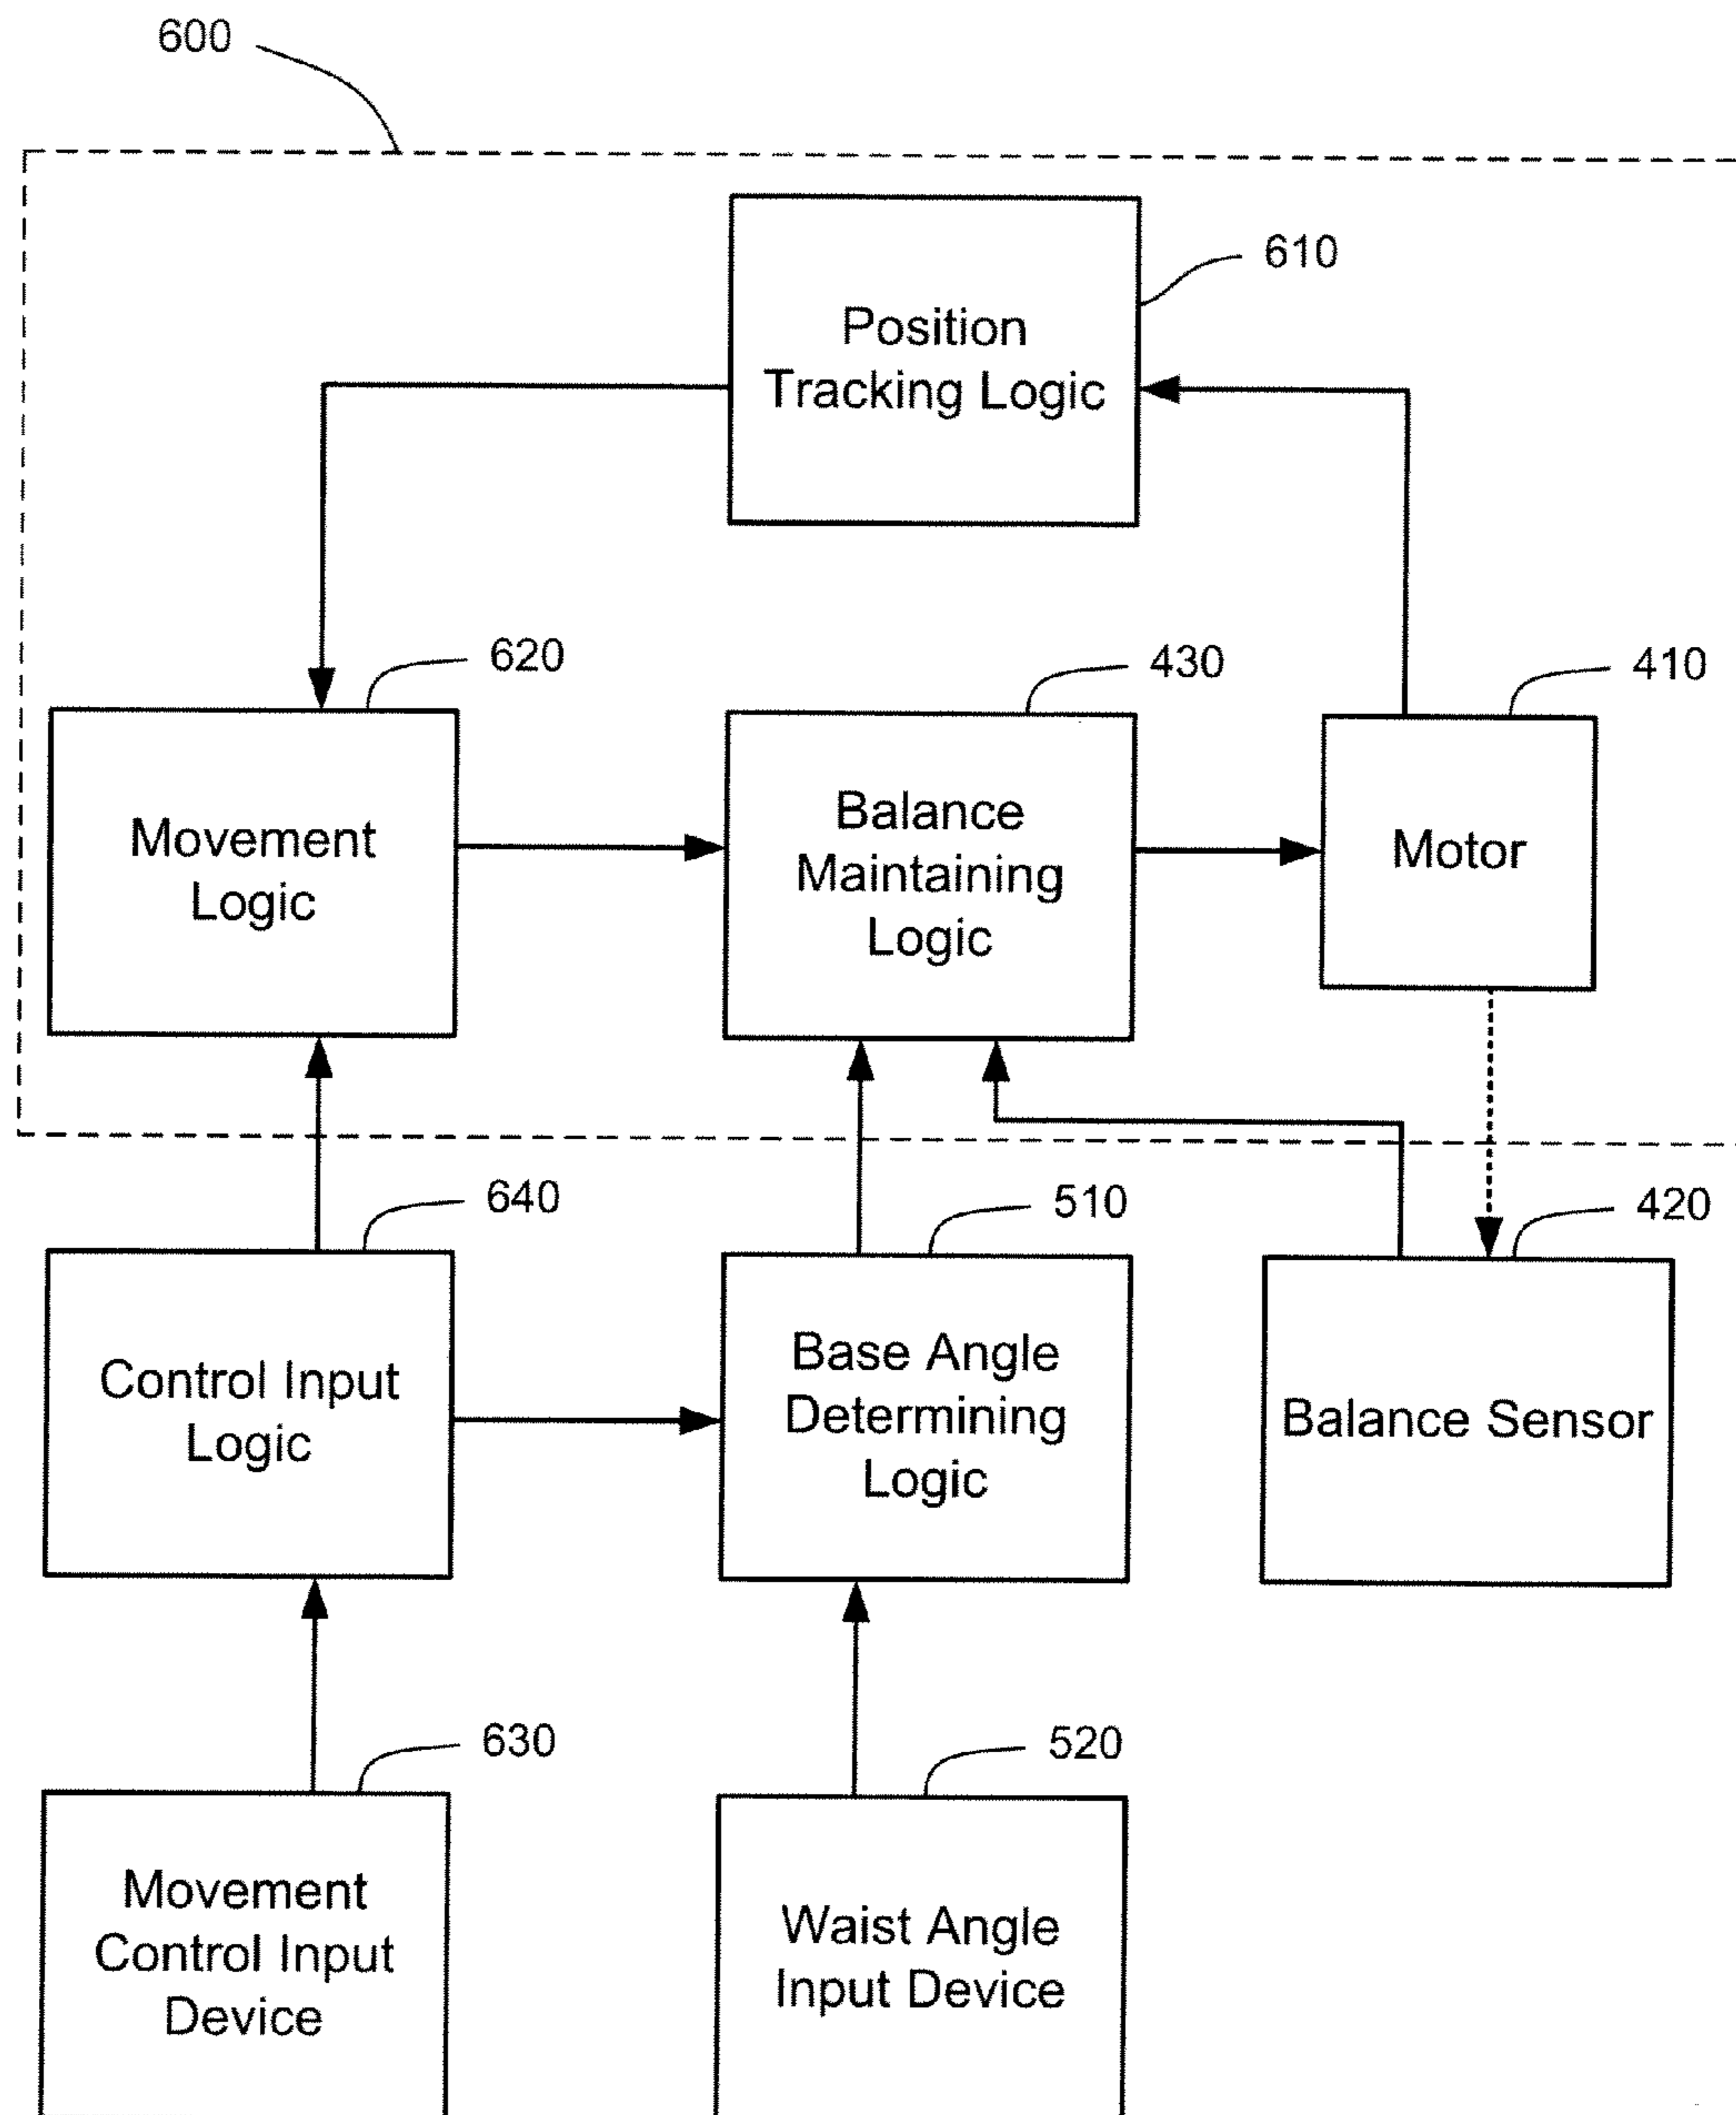 600
610
Position
Tracking Logic
620
430
410
Movement
Logic
Balance
Maintaining
Logic
Motor
640
510
420
Control Input
Logic
Base Angle
Determining
Logic
Balance Sensor
630
520
Movement
Control Input
Device
Waist Angle
Input Device